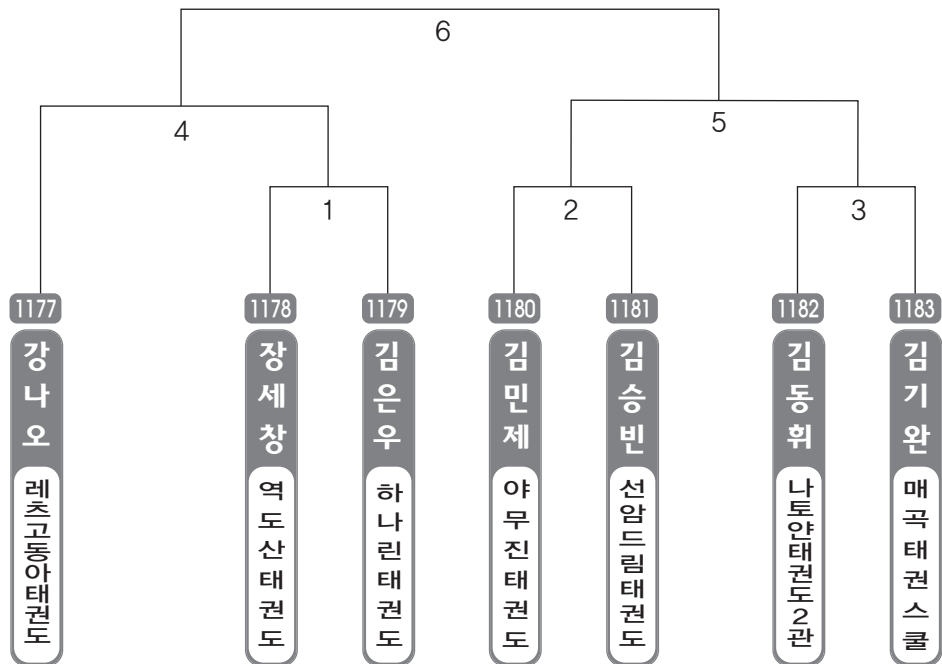 6
4
5
1
2
3
1177
1178
1179
1180
1181
1182
1183
강나오
장세창
김은우
김민제
김승빈
김동휘
김기완
레츠고동아태권도
역도산태권도
하나린태권도
야무진태권도
선암드림태권도
나토얀태권도2관
매곡태권스쿨